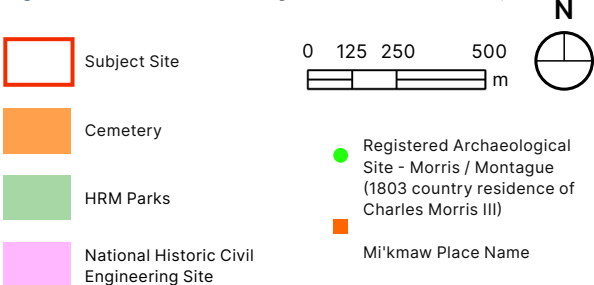 N
Subject Site
0 125 250 500
m
Cemetery
Registered Archaeological
Site - Morris / Montague
(1803 country residence of
Charles Morris III)
HRM Parks
Mi'kmaw Place Name
National Historic Civil
Engineering Site